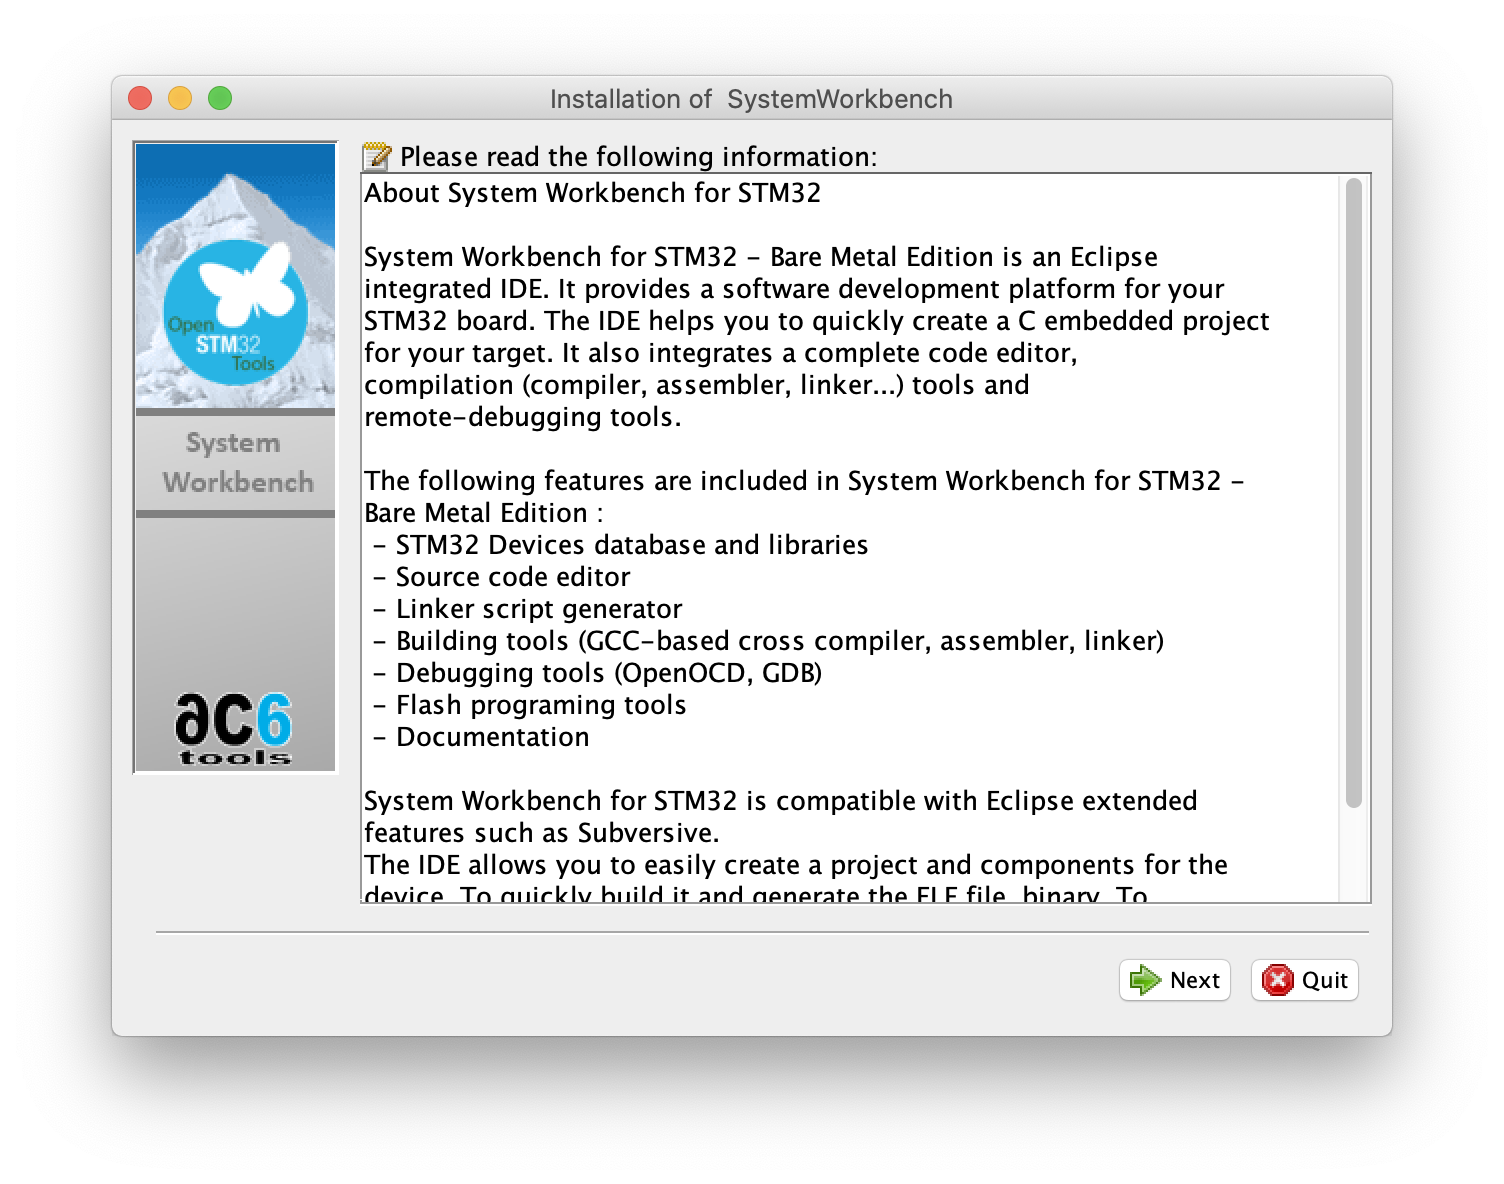 Installation of  SystemWorkbench
Open
STM32
Tools
System
Workbench
ac6
tools
Please read the following information:
About System Workbench for STM32
System Workbench for STM32 – Bare Metal Edition is an Eclipse
integrated IDE. It provides a software development platform for your
STM32 board. The IDE helps you to quickly create a C embedded project
for your target. It also integrates a complete code editor,
compilation (compiler, assembler, linker...) tools and
remote-debugging tools.
The following features are included in System Workbench for STM32 –
Bare Metal Edition :
– STM32 Devices database and libraries
– Source code editor
– Linker script generator
– Building tools (GCC-based cross compiler, assembler, linker)
– Debugging tools (OpenOCD, GDB)
– Flash programing tools
– Documentation
System Workbench for STM32 is compatible with Eclipse extended
features such as Subversive.
The IDE allows you to easily create a project and components for the
device. To quickly build it and generate the ELF file, binary. To
Next
Quit